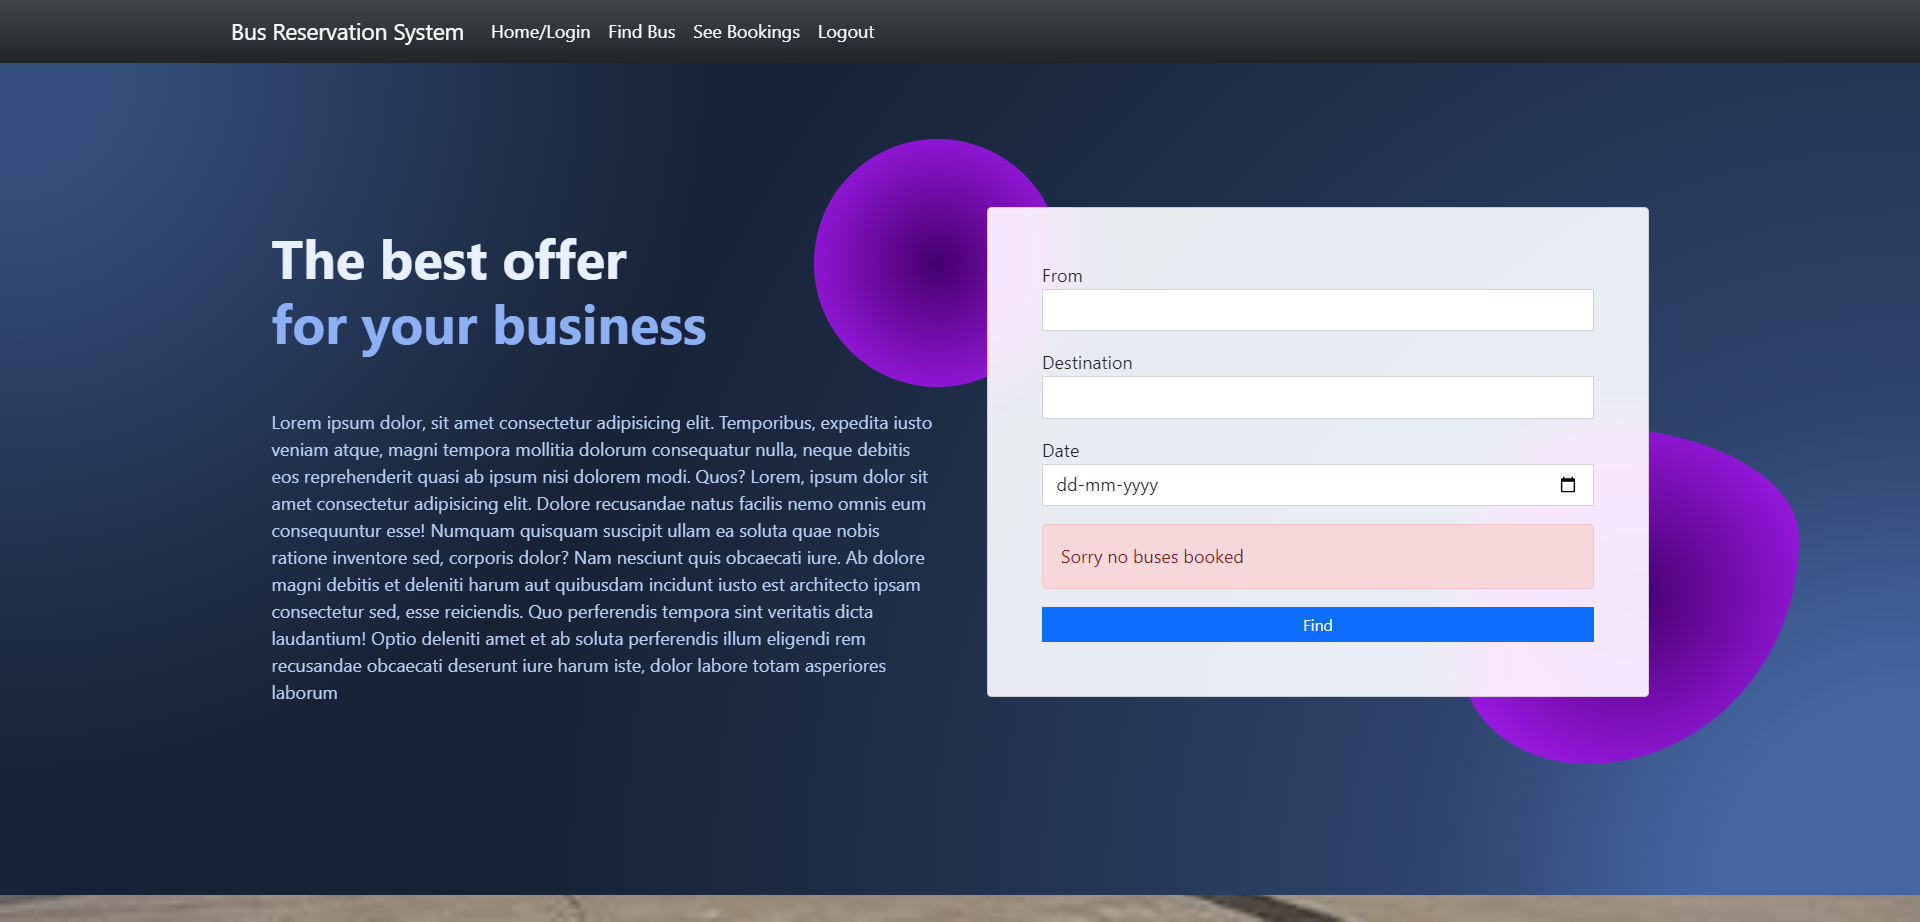 Bus Reservation System Home/Login Find Bus See Bookings Logout
The best offer
for your business
Lorem ipsum dolor, sit amet consectetur adipisicing elit. Temporibus, expedita iusto
veniam atque, magni tempora mollitia dolorum consequatur nulla, neque debitis
eos reprehenderit quasi ab ipsum nisi dolorem modi. Quos? Lorem, ipsum dolor sit
amet consectetur adipisicing elit. Dolore recusandae natus facilis nemo omnis eum
consequuntur esse! Numquam quisquam suscipit ullam ea soluta quae nobis
ratione inventore sed, corporis dolor? Nam nesciunt quis obcaecati iure. Ab dolore
magni debitis et deleniti harum aut quibusdam incidunt iusto est architecto ipsam
consectetur sed, esse reiciendis. Quo perferendis tempora sint veritatis dicta
laudantium! Optio deleniti amet et ab soluta perferendis illum eligendi rem
recusandae obcaecati deserunt iure harum iste, dolor labore totam asperiores
laborum
From
Destination
Date
dd-mm-yyyy
Sorry no buses booked
Find